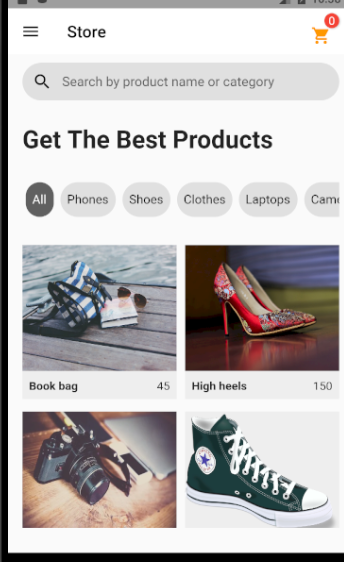 Store
0
Search by product name or category
Get The Best Products
All Phones Shoes Clothes Laptops Came
Book bag 45
High heels 150